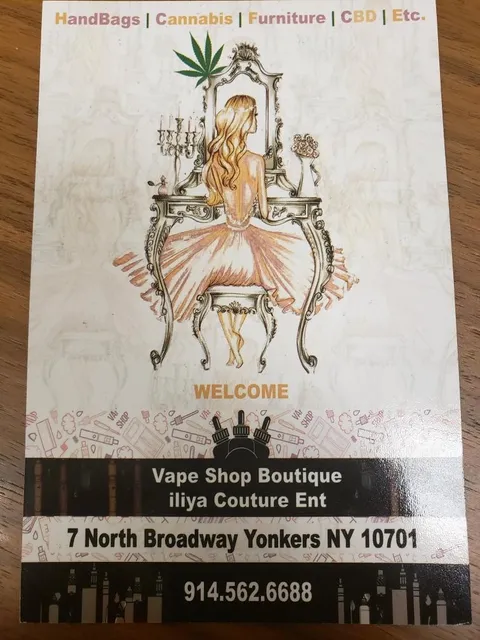 HandBags | Cannabis | Furniture | CBD | Etc.
WELCOME
Vape Shop Boutique
iliya Couture Ent
7 North Broadway Yonkers NY 10701
914.562.6688